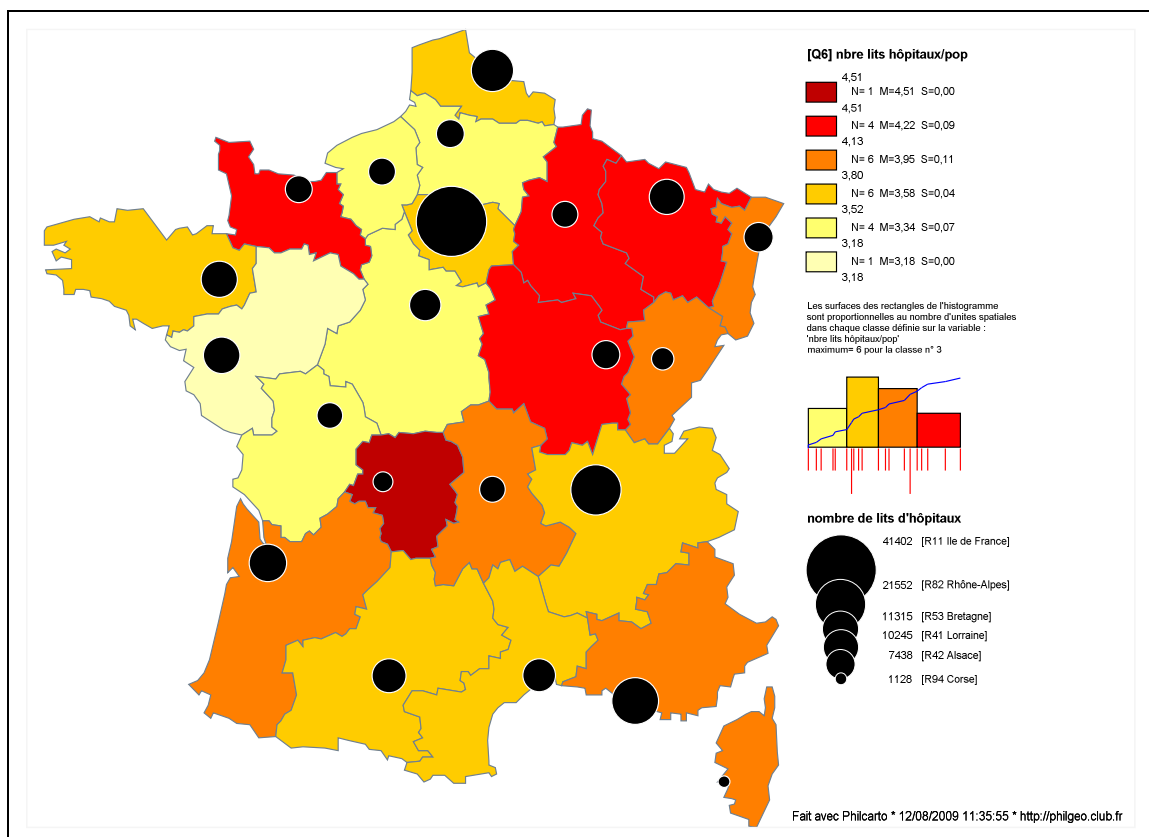 [Q6] nbre lits hôpitaux/pop
4,51
N= 1 M=4,51 S=0,00
4,51
N= 4 M=4,22 S=0,09
4,13
N= 6 M=3,95 S=0,11
3,80
N= 6 M=3,58 S=0,04
3,52
N= 4 M=3,34 S=0,07
3,18
N= 1 M=3,18 S=0,00
3,18
Les surfaces des rectangles de l'histogramme
sont proportionnelles au nombre d'unites spatiales
dans chaque classe définie sur la variable :
'nbre lits hôpitaux/pop'
maximum= 6 pour la classe n° 3
nombre de lits d'hôpitaux
41402 [R11 Ile de France]
21552 [R82 Rhône-Alpes]
11315 [R53 Bretagne]
10245 [R41 Lorraine]
7438 [R42 Alsace]
1128 [R94 Corse]
Fait avec Philcarto * 12/08/2009 11:35:55 * http://philgeo.club.fr